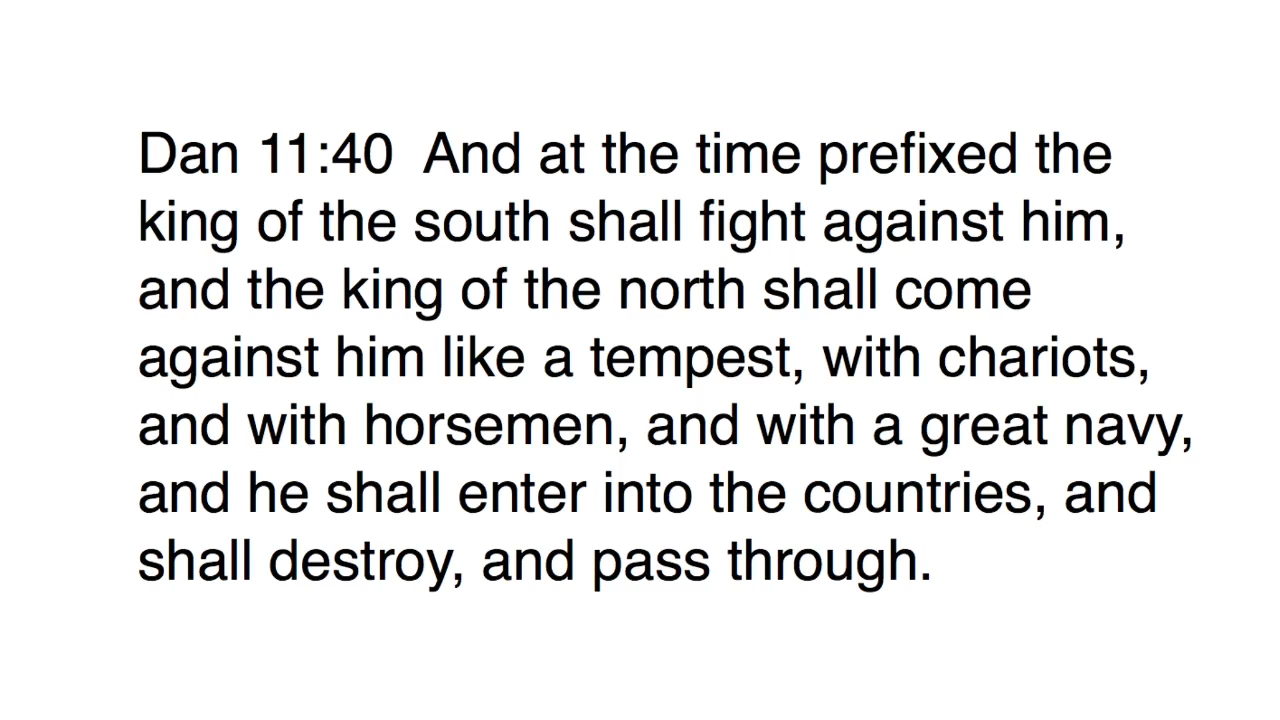 Dan 11:40  And at the time prefixed the
king of the south shall fight against him,
and the king of the north shall come
against him like a tempest, with chariots,
and with horsemen, and with a great navy,
and he shall enter into the countries, and
shall destroy, and pass through.